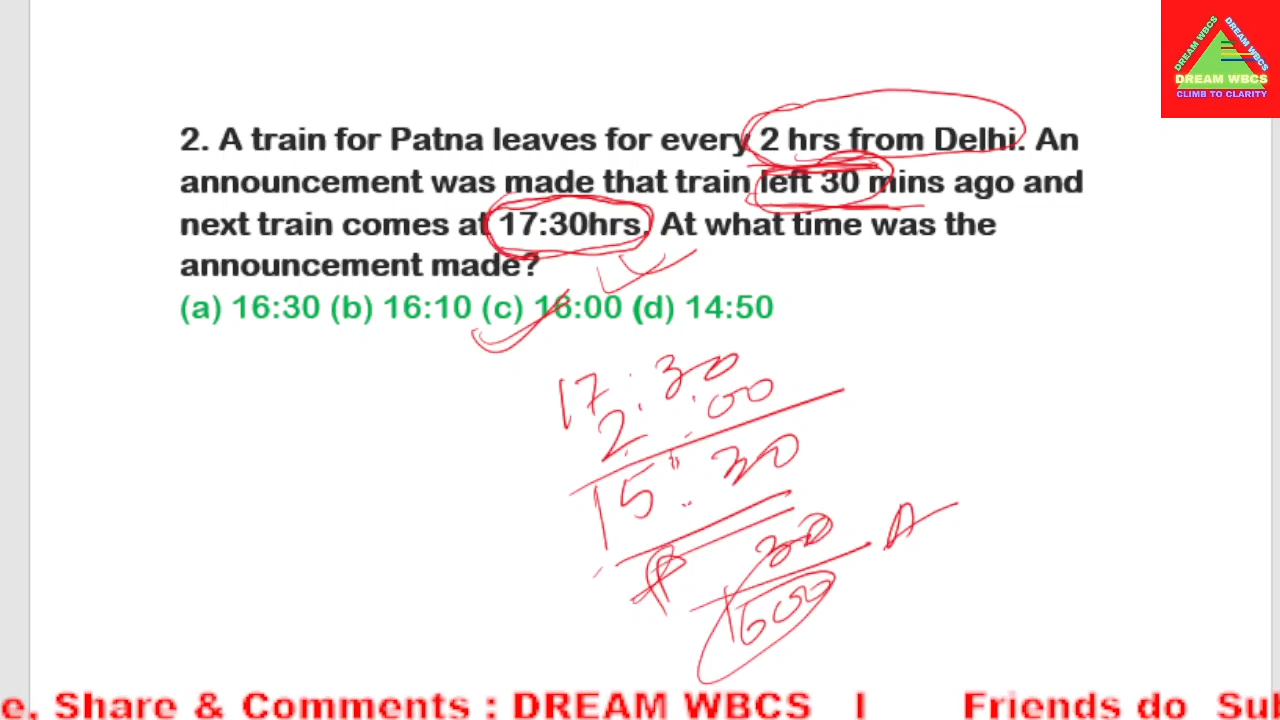 DREAM WBCS
DREAM WBCS
DREAM WBCS
CLIMB TO CLARITY
2. A train for Patna leaves for every 2 hrs from Delhi. An
announcement was made that train left 30 mins ago and
next train comes at 17:30hrs. At what time was the
announcement made?
(a) 16:30 (b) 16:10 (c) 16:00 (d) 14:50
17:30
2:00
15:30
30 A
1600
e, Share & Comments : DREAM WBCS I Friends do Sub